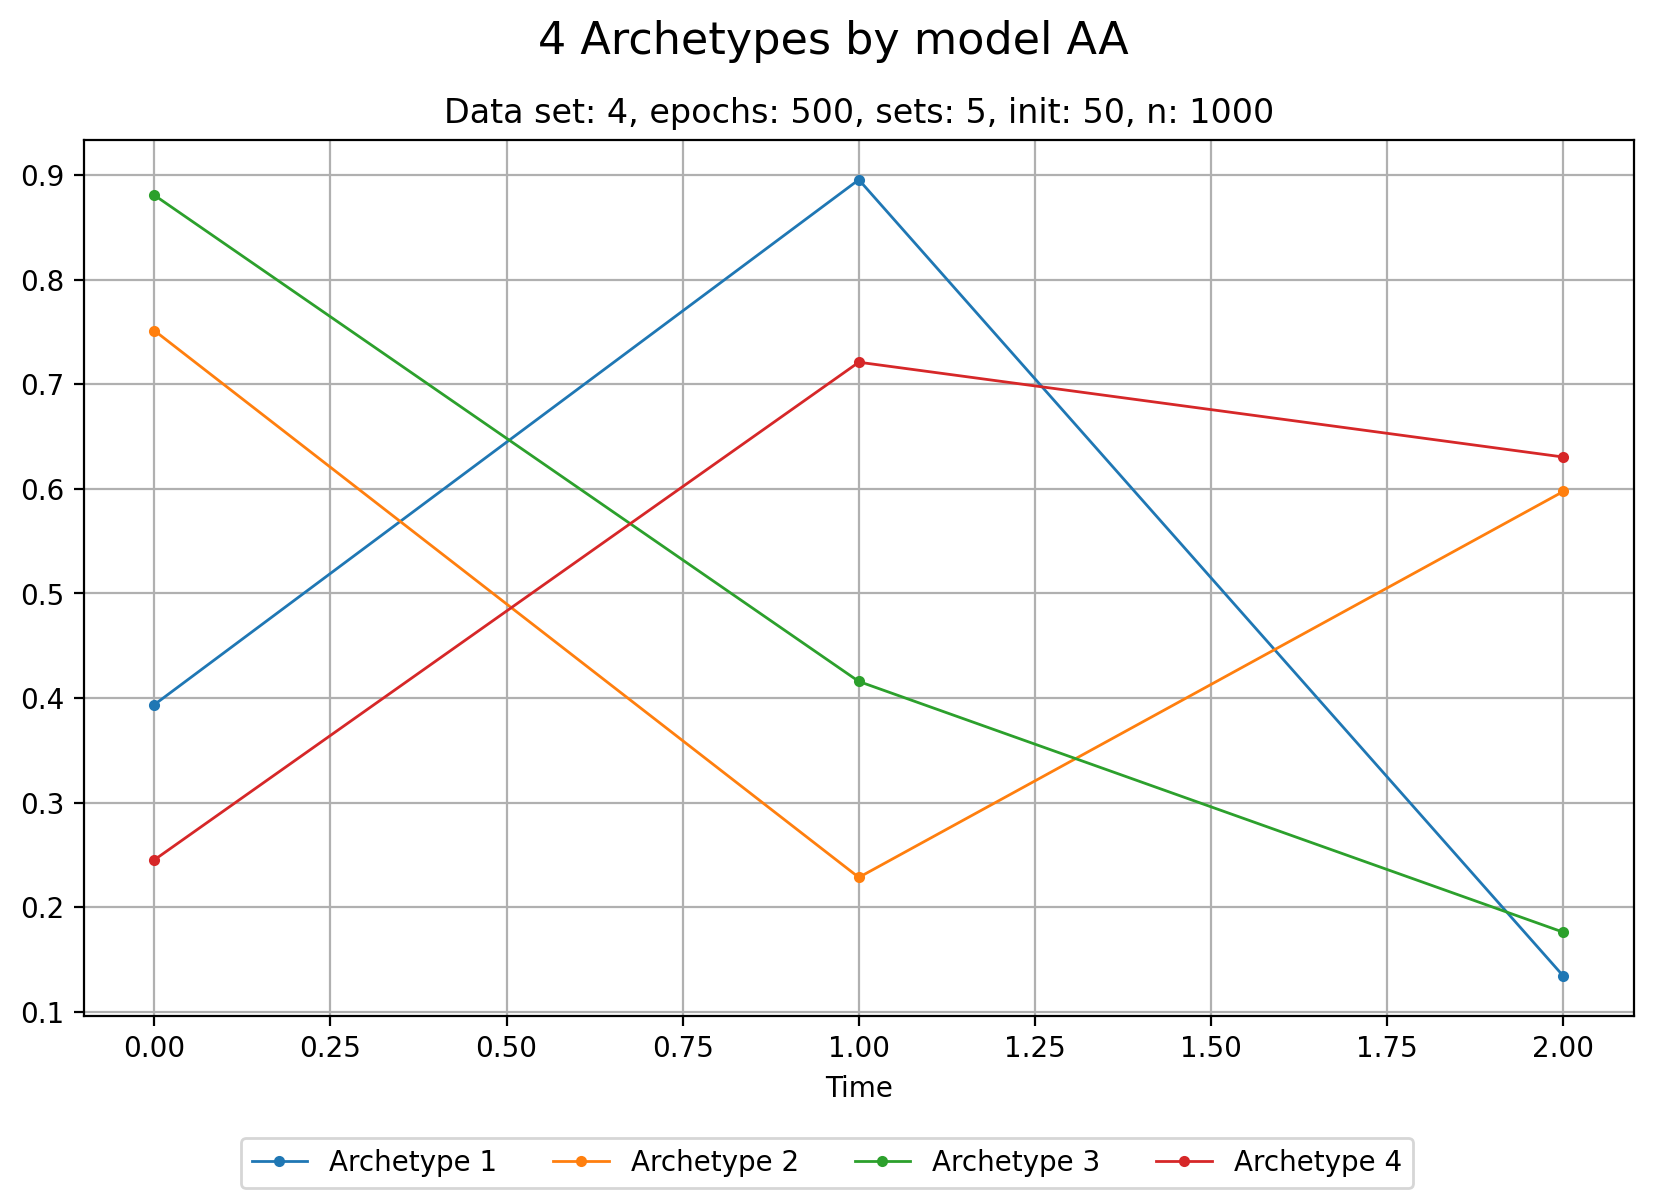 4 Archetypes by model AA
Data set: 4, epochs: 500, sets: 5, init: 50, n: 1000
0.9
0.8
0.7
0.6
0.5
0.4
0.3
0.2
0.1
0.00 0.25 0.50 0.75 1.00 1.25 1.50 1.75 2.00
Time
Archetype 1 Archetype 2 Archetype 3 Archetype 4